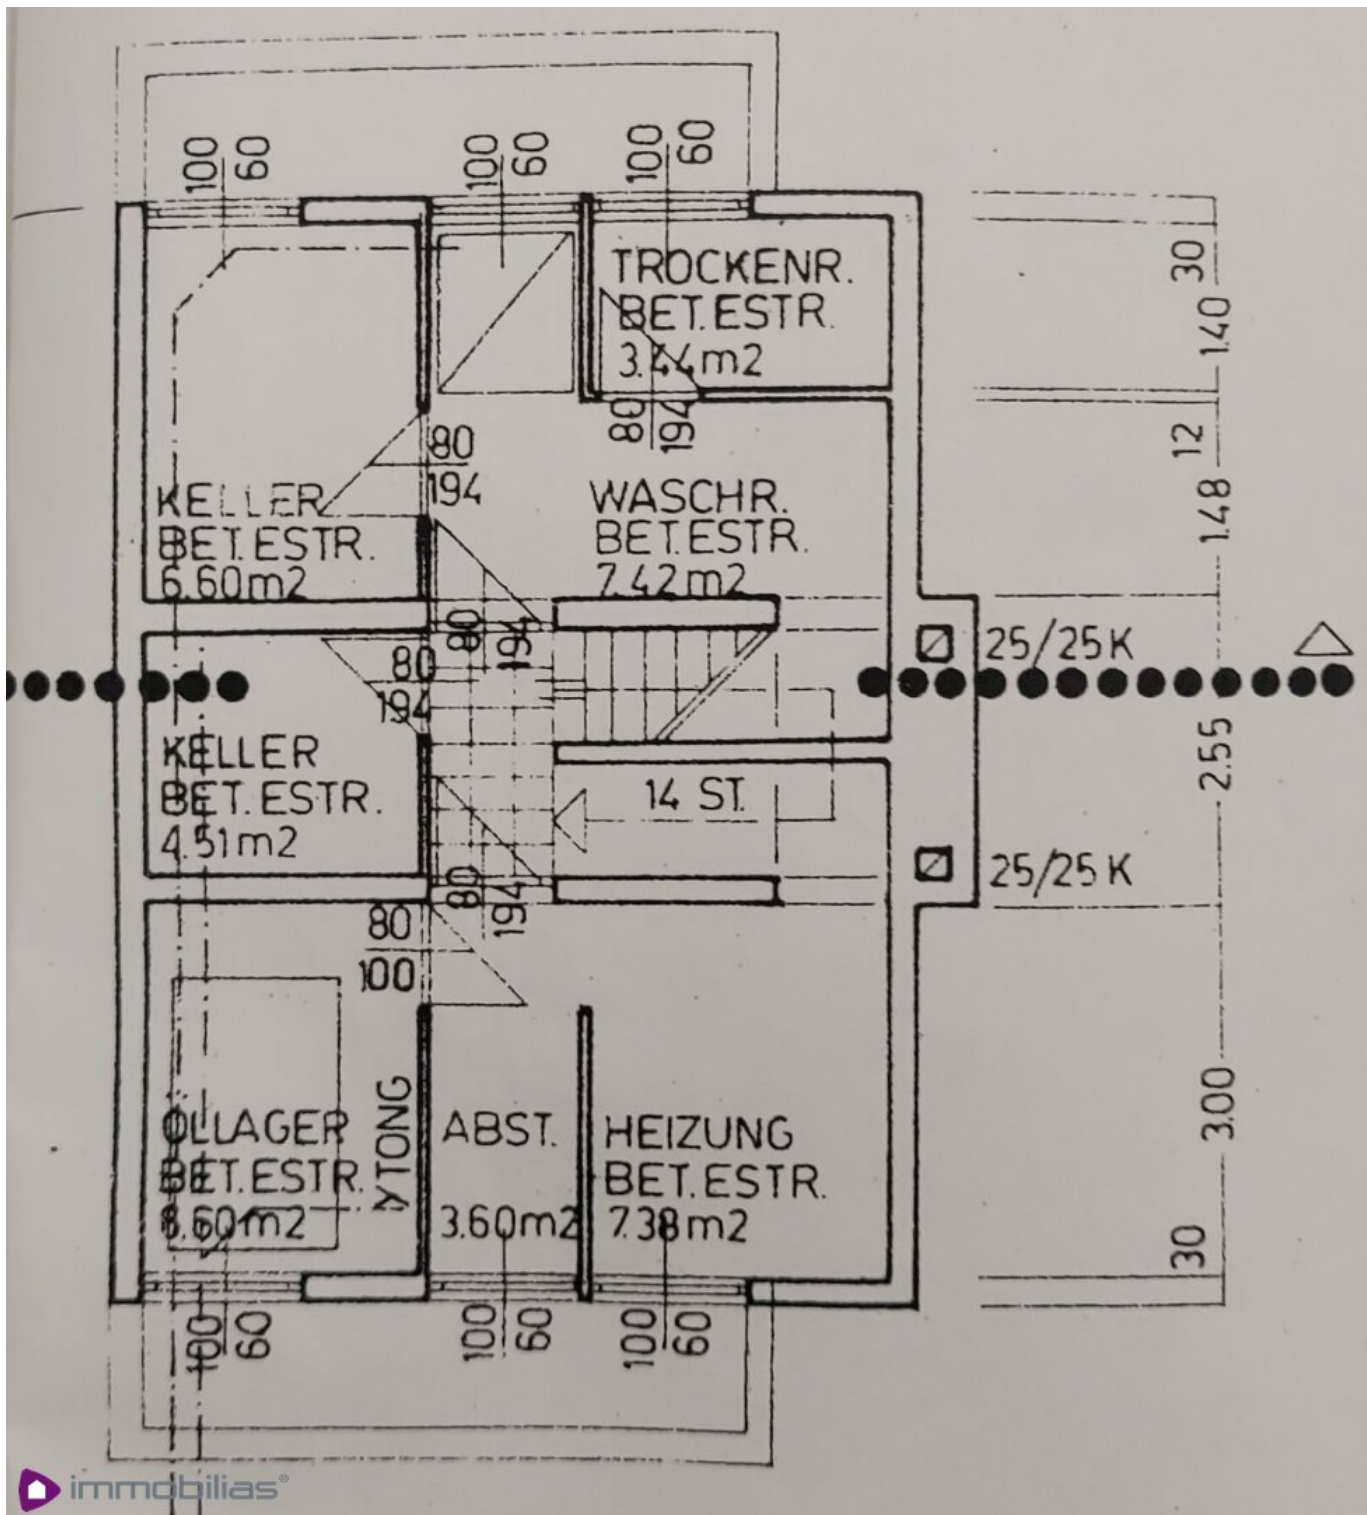 100
60
100
60
100
60
TROCKENR.
BET.ESTR.
3.44m2
30
1.40
80
194
80
194
12
KELLER
BET.ESTR.
6.60m2
WASCHR.
BET.ESTR.
7.42m2
1.48
80
194
80
194
25/25K
KELLER
BET.ESTR.
4.51m2
14 ST.
2.55
80
194
25/25K
80
100
YTONG
ÖLLAGER
BET.ESTR.
ABST.
3.60m2
HEIZUNG
BET.ESTR.
7.38m2
3.00
30
100
60
100
60
100
60
immobilias®